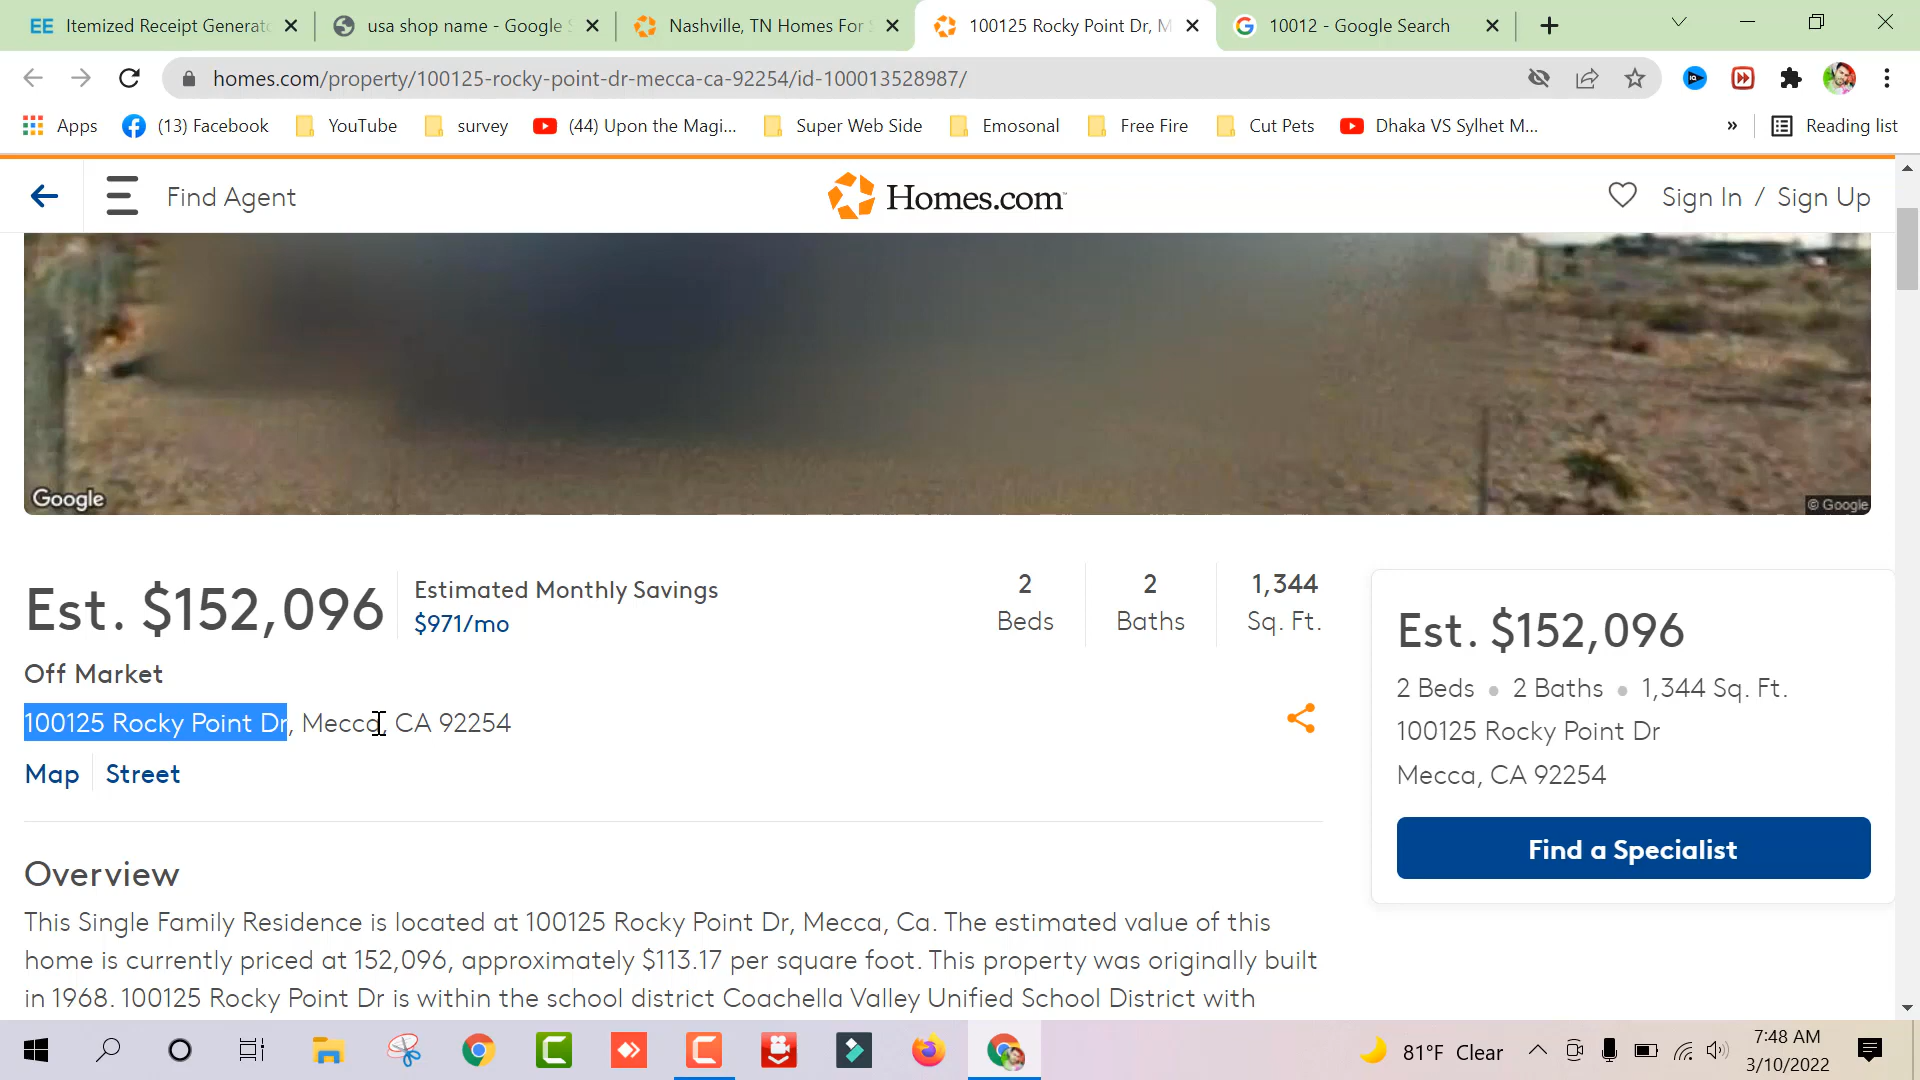 EE Itemized Receipt Generato
usa shop name - Google S
Nashville, TN Homes For S
100125 Rocky Point Dr, M
10012 - Google Search
homes.com/property/100125-rocky-point-dr-mecca-ca-92254/id-100013528987/
Apps
(13) Facebook
YouTube
survey
(44) Upon the Magi...
Super Web Side
Emosonal
Free Fire
Cut Pets
Dhaka VS Sylhet M...
»
Reading list
Find Agent
Homes.com
Sign In / Sign Up
Google
© Google
Est. $152,096
Estimated Monthly Savings
$971/mo
2
Beds
2
Baths
1,344
Sq. Ft.
Off Market
100125 Rocky Point Dr, Mecca, CA 92254
Map
Street
Est. $152,096
2 Beds • 2 Baths • 1,344 Sq. Ft.
100125 Rocky Point Dr
Mecca, CA 92254
Find a Specialist
Overview
This Single Family Residence is located at 100125 Rocky Point Dr, Mecca, Ca. The estimated value of this
home is currently priced at 152,096, approximately $113.17 per square foot. This property was originally built
in 1968. 100125 Rocky Point Dr is within the school district Coachella Valley Unified School District with
81°F Clear
7:48 AM
3/10/2022